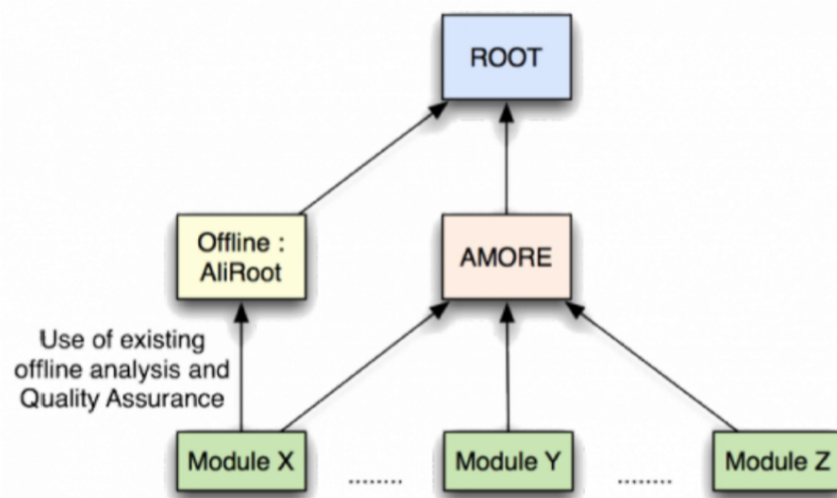 ROOT
Offline :
AliRoot
AMORE
Use of existing
offline analysis and
Quality Assurance
Module X
........
Module Y
........
Module Z